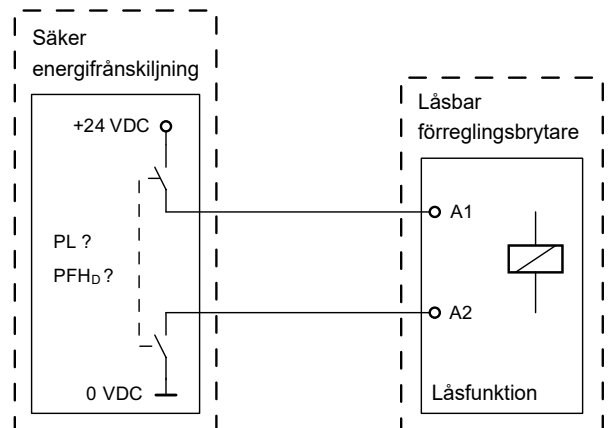 Säker
energifrånskiljning
+24 VDC
PL ?
PFHD ?
0 VDC
Låsbar
förreglingsbrytare
A1
A2
Låsfunktion